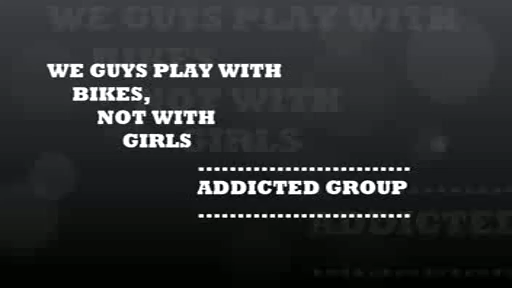 WE GUYS PLAY WITH
BIKES,
NOT WITH
GIRLS
...........................
ADDICTED GROUP
...........................